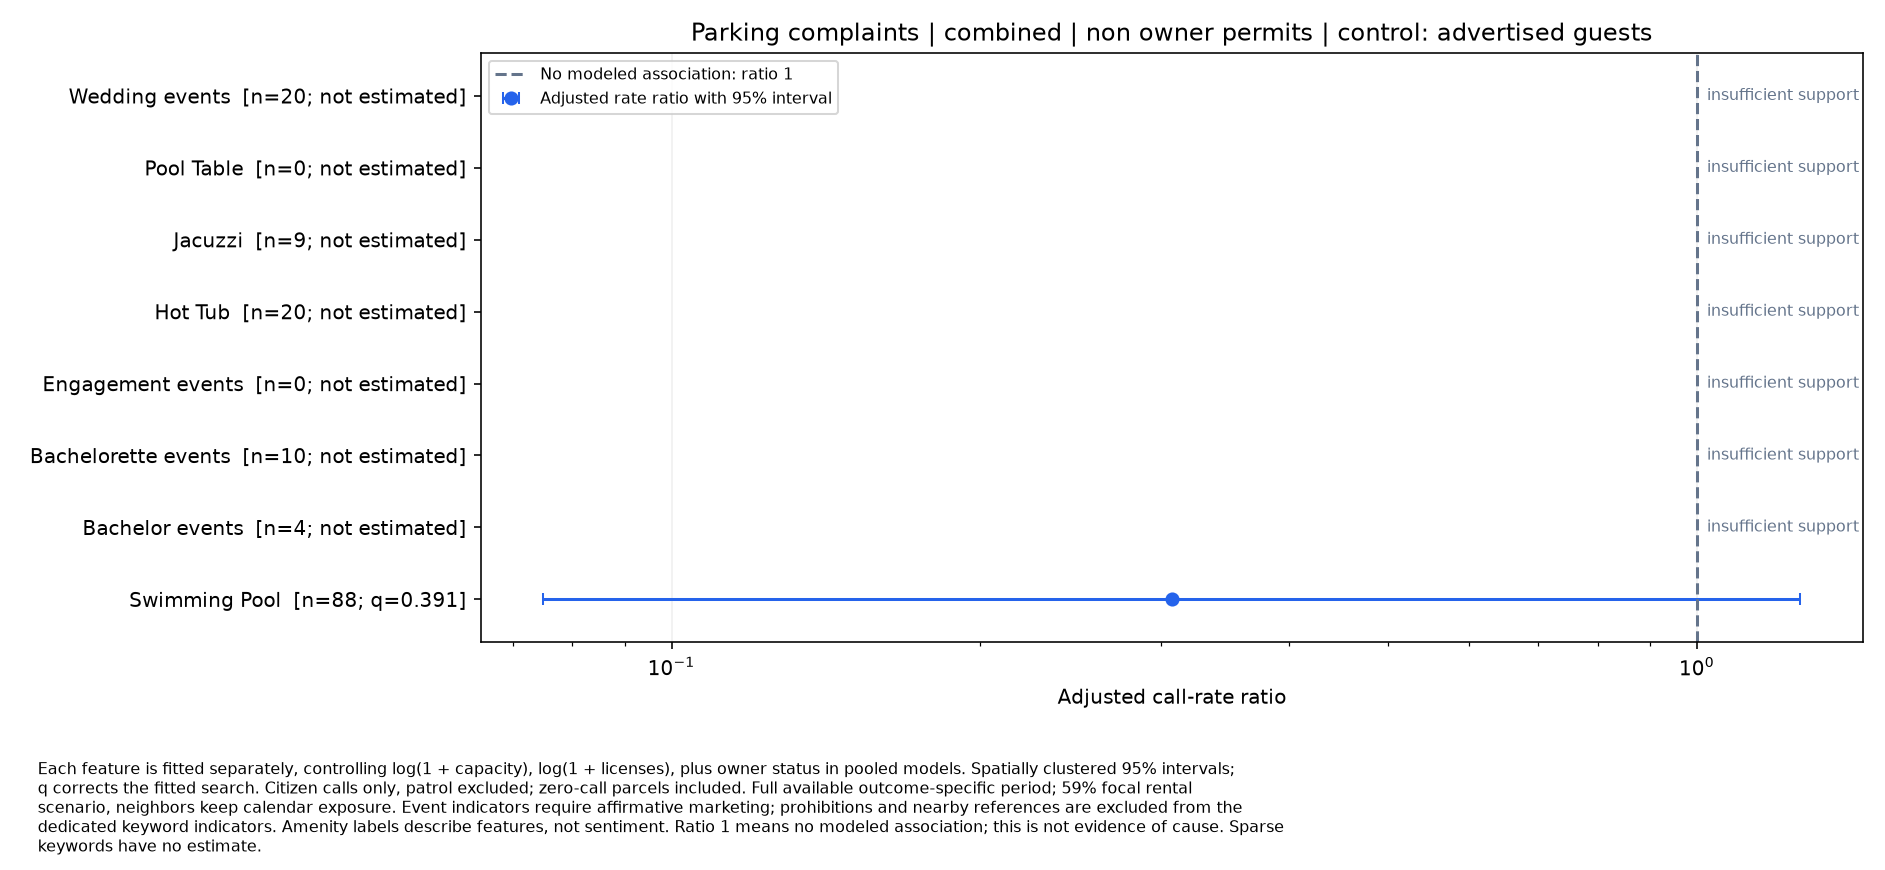 Parking complaints | combined | non owner permits | control: advertised guests
No modeled association: ratio 1
Adjusted rate ratio with 95% interval
Wedding events [n=20; not estimated]
insufficient support
Pool Table [n=0; not estimated]
insufficient support
Jacuzzi [n=9; not estimated]
insufficient support
Hot Tub [n=20; not estimated]
insufficient support
Engagement events [n=0; not estimated]
insufficient support
Bachelorette events [n=10; not estimated]
insufficient support
Bachelor events [n=4; not estimated]
insufficient support
Swimming Pool [n=88; q=0.391]
10⁻¹
10⁰
Adjusted call-rate ratio
Each feature is fitted separately, controlling log(1 + capacity), log(1 + licenses), plus owner status in pooled models. Spatially clustered 95% intervals;
q corrects the fitted search. Citizen calls only, patrol excluded; zero-call parcels included. Full available outcome-specific period; 59% focal rental
scenario, neighbors keep calendar exposure. Event indicators require affirmative marketing; prohibitions and nearby references are excluded from the
dedicated keyword indicators. Amenity labels describe features, not sentiment. Ratio 1 means no modeled association; this is not evidence of cause. Sparse
keywords have no estimate.